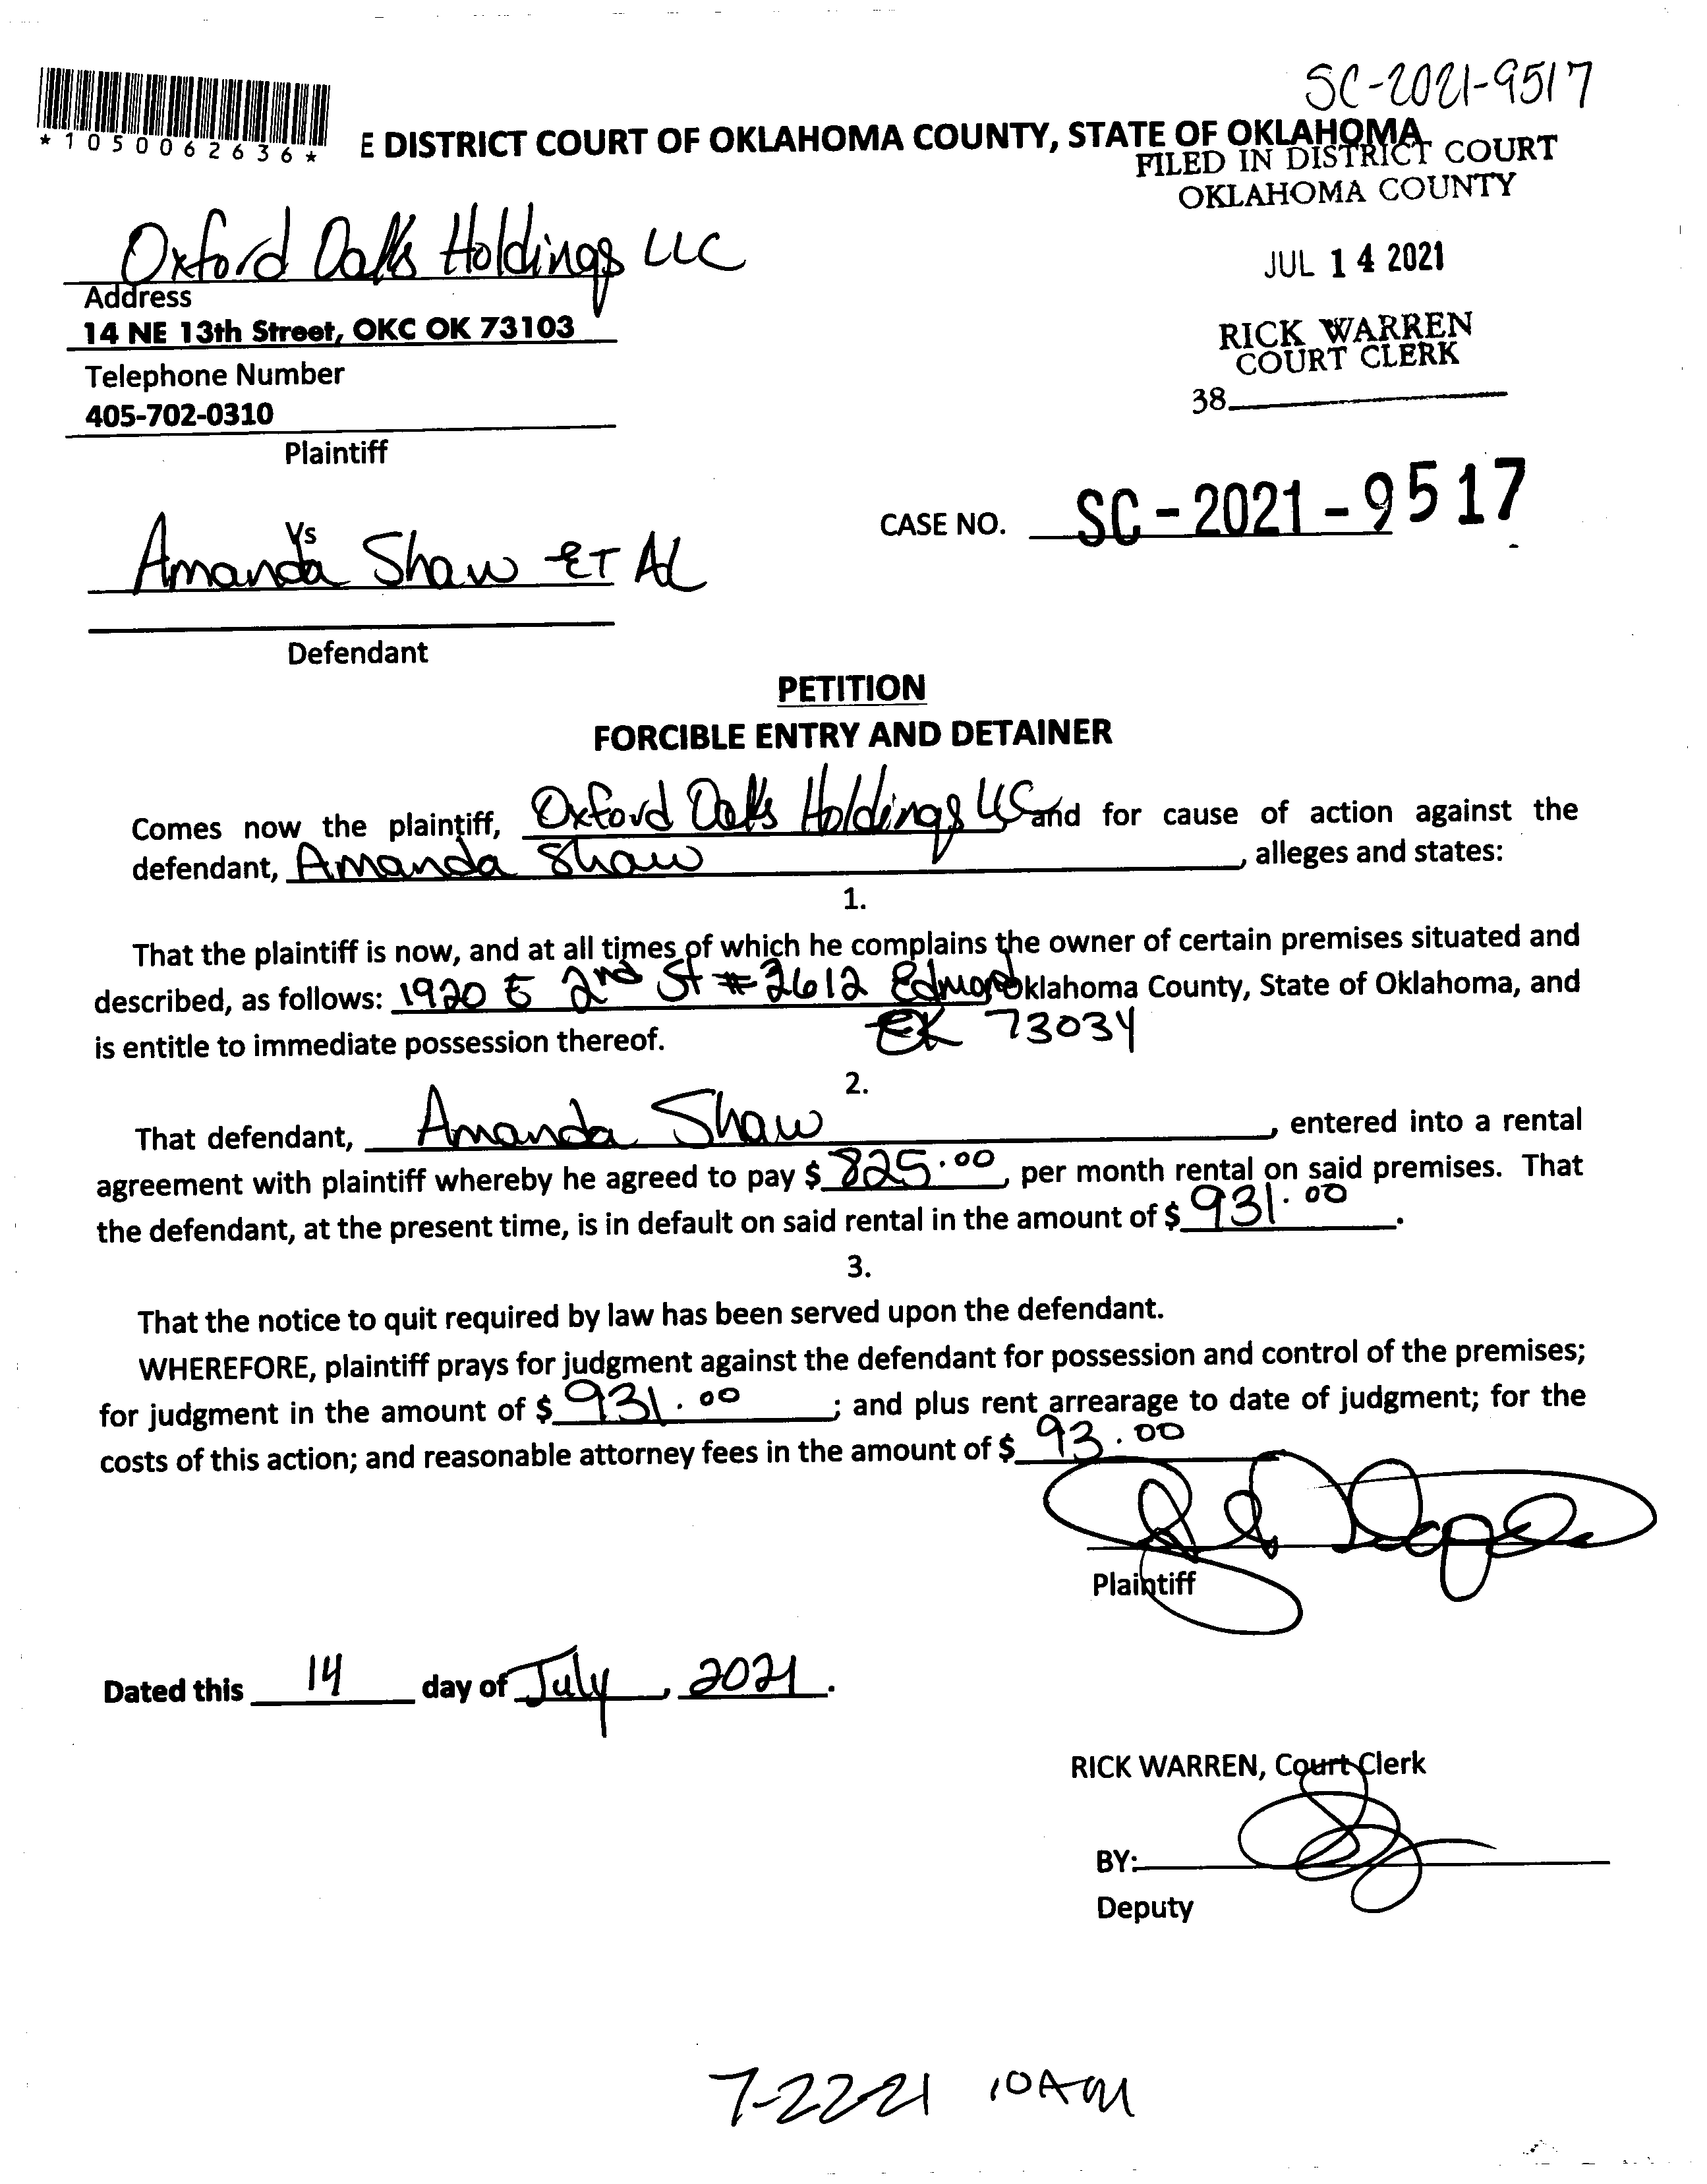 SC-2021-9517
*1050062636*
E DISTRICT COURT OF OKLAHOMA COUNTY, STATE OF OKLAHOMA
FILED IN DISTRICT COURT
OKLAHOMA COUNTY
JUL 14 2021
RICK WARREN
COURT CLERK
38
Oxford Oaks Holdings LLC
Address
14 NE 13th Street, OKC OK 73103
Telephone Number
405-702-0310
Plaintiff
Vs
CASE NO. SC-2021-9517
Amanda Shaw ET AL
Defendant
PETITION
FORCIBLE ENTRY AND DETAINER
Comes now the plaintiff, Oxford Oaks Holdings LLC and for cause of action against the
defendant, Amanda Shaw, alleges and states:
1.
That the plaintiff is now, and at all times of which he complains the owner of certain premises situated and
described, as follows: 1920 E 2nd St #2612 Edmond Oklahoma County, State of Oklahoma, and
is entitle to immediate possession thereof. 73034
2.
That defendant, Amanda Shaw, entered into a rental
agreement with plaintiff whereby he agreed to pay $ 825.00, per month rental on said premises. That
the defendant, at the present time, is in default on said rental in the amount of $ 931.00.
3.
That the notice to quit required by law has been served upon the defendant.
WHEREFORE, plaintiff prays for judgment against the defendant for possession and control of the premises;
for judgment in the amount of $ 931.00; and plus rent arrearage to date of judgment; for the
costs of this action; and reasonable attorney fees in the amount of $ 93.00
Plaintiff
Dated this 14 day of July, 2021.
RICK WARREN, Court Clerk
BY:
Deputy
7-22-21 10AM